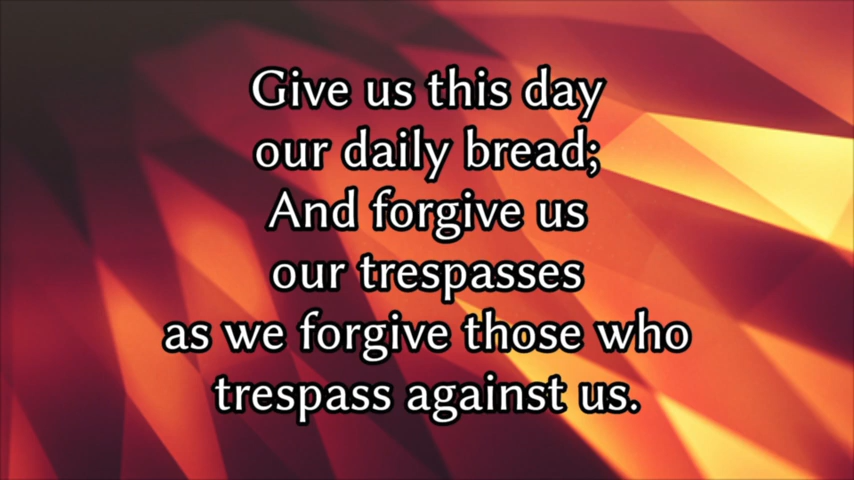 Give us this day
our daily bread;
And forgive us
our trespasses
as we forgive those who
trespass against us.